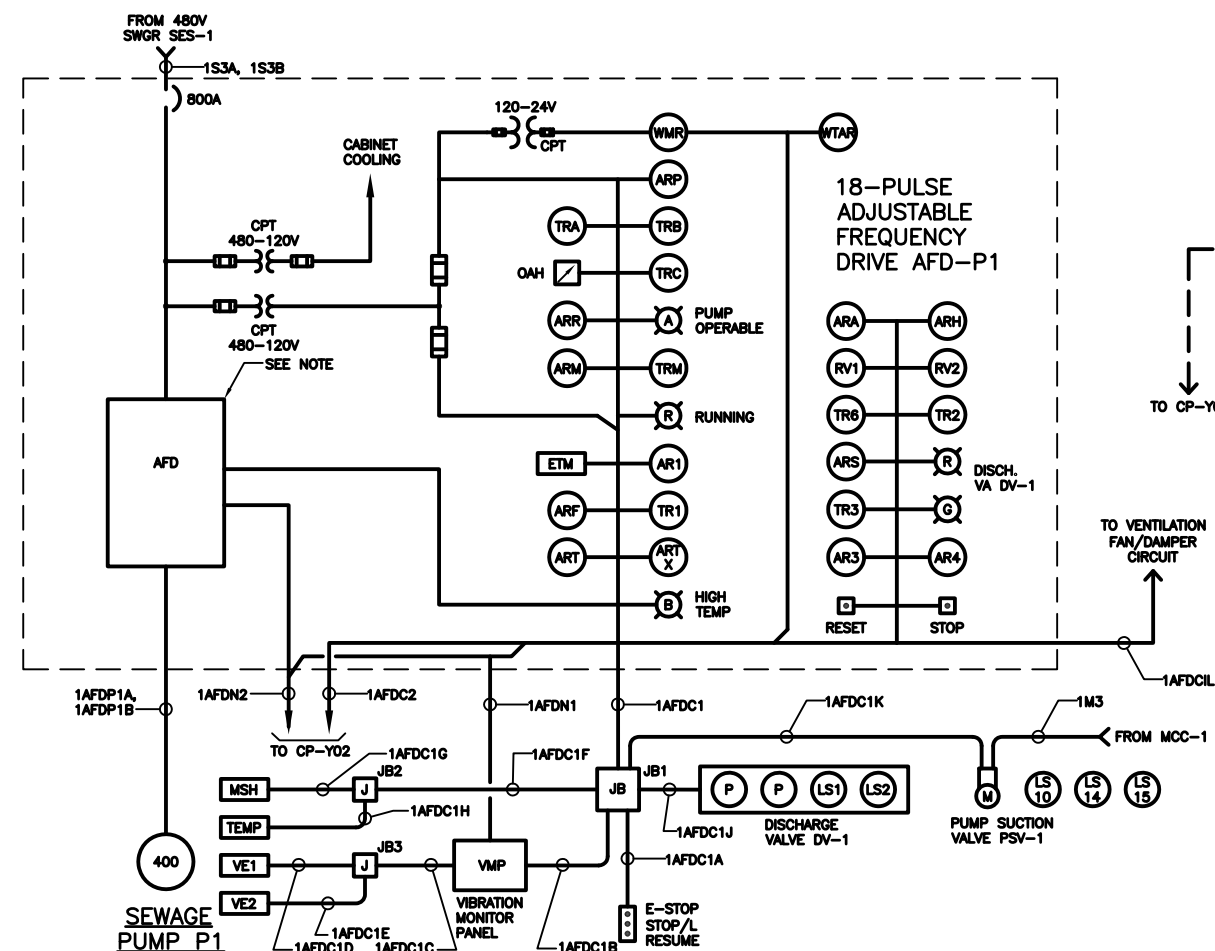 FROM 480V
SWGR SES-1
1S3A, 1S3B
800A
120-24V
CPT
WMR
WTAR
CABINET
COOLING
ARP
18-PULSE
ADJUSTABLE
FREQUENCY
DRIVE AFD-P1
TRA
TRB
CPT
480-120V
OAH
TRC
ARR
A
PUMP
OPERABLE
ARA
ARH
CPT
480-120V
SEE NOTE
ARM
TRM
RV1
RV2
R
RUNNING
TR6
TR2
TO CP-Y
AFD
ETM
AR1
ARS
R
DISCH.
VA DV-1
ARF
TR1
TR3
G
TO VENTILATION
FAN/DAMPER
CIRCUIT
ART
ART
X
AR3
AR4
B
HIGH
TEMP
RESET
STOP
1AFDP1A,
1AFDP1B
1AFDN2
1AFDC2
1AFDN1
1AFDC1
1AFDC1K
1M3
1AFDCIL
TO CP-Y02
FROM MCC-1
1AFDC1G
1AFDC1F
JB2
JB1
MSH
J
JB
P
P
LS1
LS2
M
LS
10
LS
14
LS
15
TEMP
1AFDC1H
1AFDC1J
DISCHARGE
VALVE DV-1
PUMP SUCTION
VALVE PSV-1
JB3
400
VE1
J
VMP
1AFDC1A
VE2
VIBRATION
MONITOR
PANEL
SEWAGE
PUMP P1
1AFDC1E
1AFDC1D
1AFDC1C
1AFDC1B
E-STOP
STOP/L
RESUME